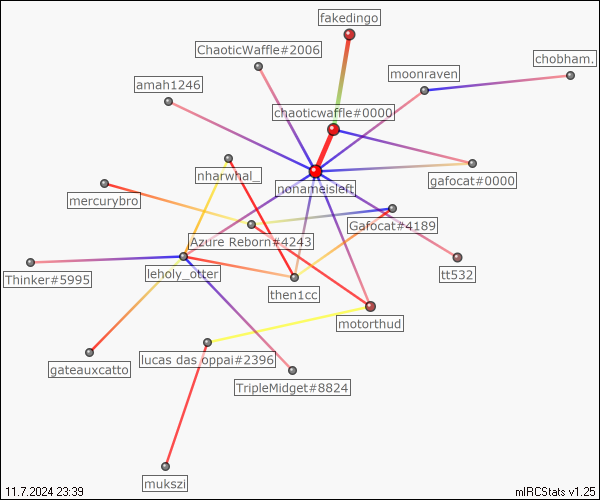 fakedingo
ChaoticWaffle#2006
chobham.
moonraven
amah1246
chaoticwaffle#0000
nharwhal_
gafocat#0000
nonameisleft
mercurybro
Gafocat#4189
Azure Reborn#4243
leholy_otter
tt532
Thinker#5995
then1cc
motorthud
lucas das oppai#2396
gateauxcatto
TripleMidget#8824
mukszi
11.7.2024 23:39
mIRCStats v1.25